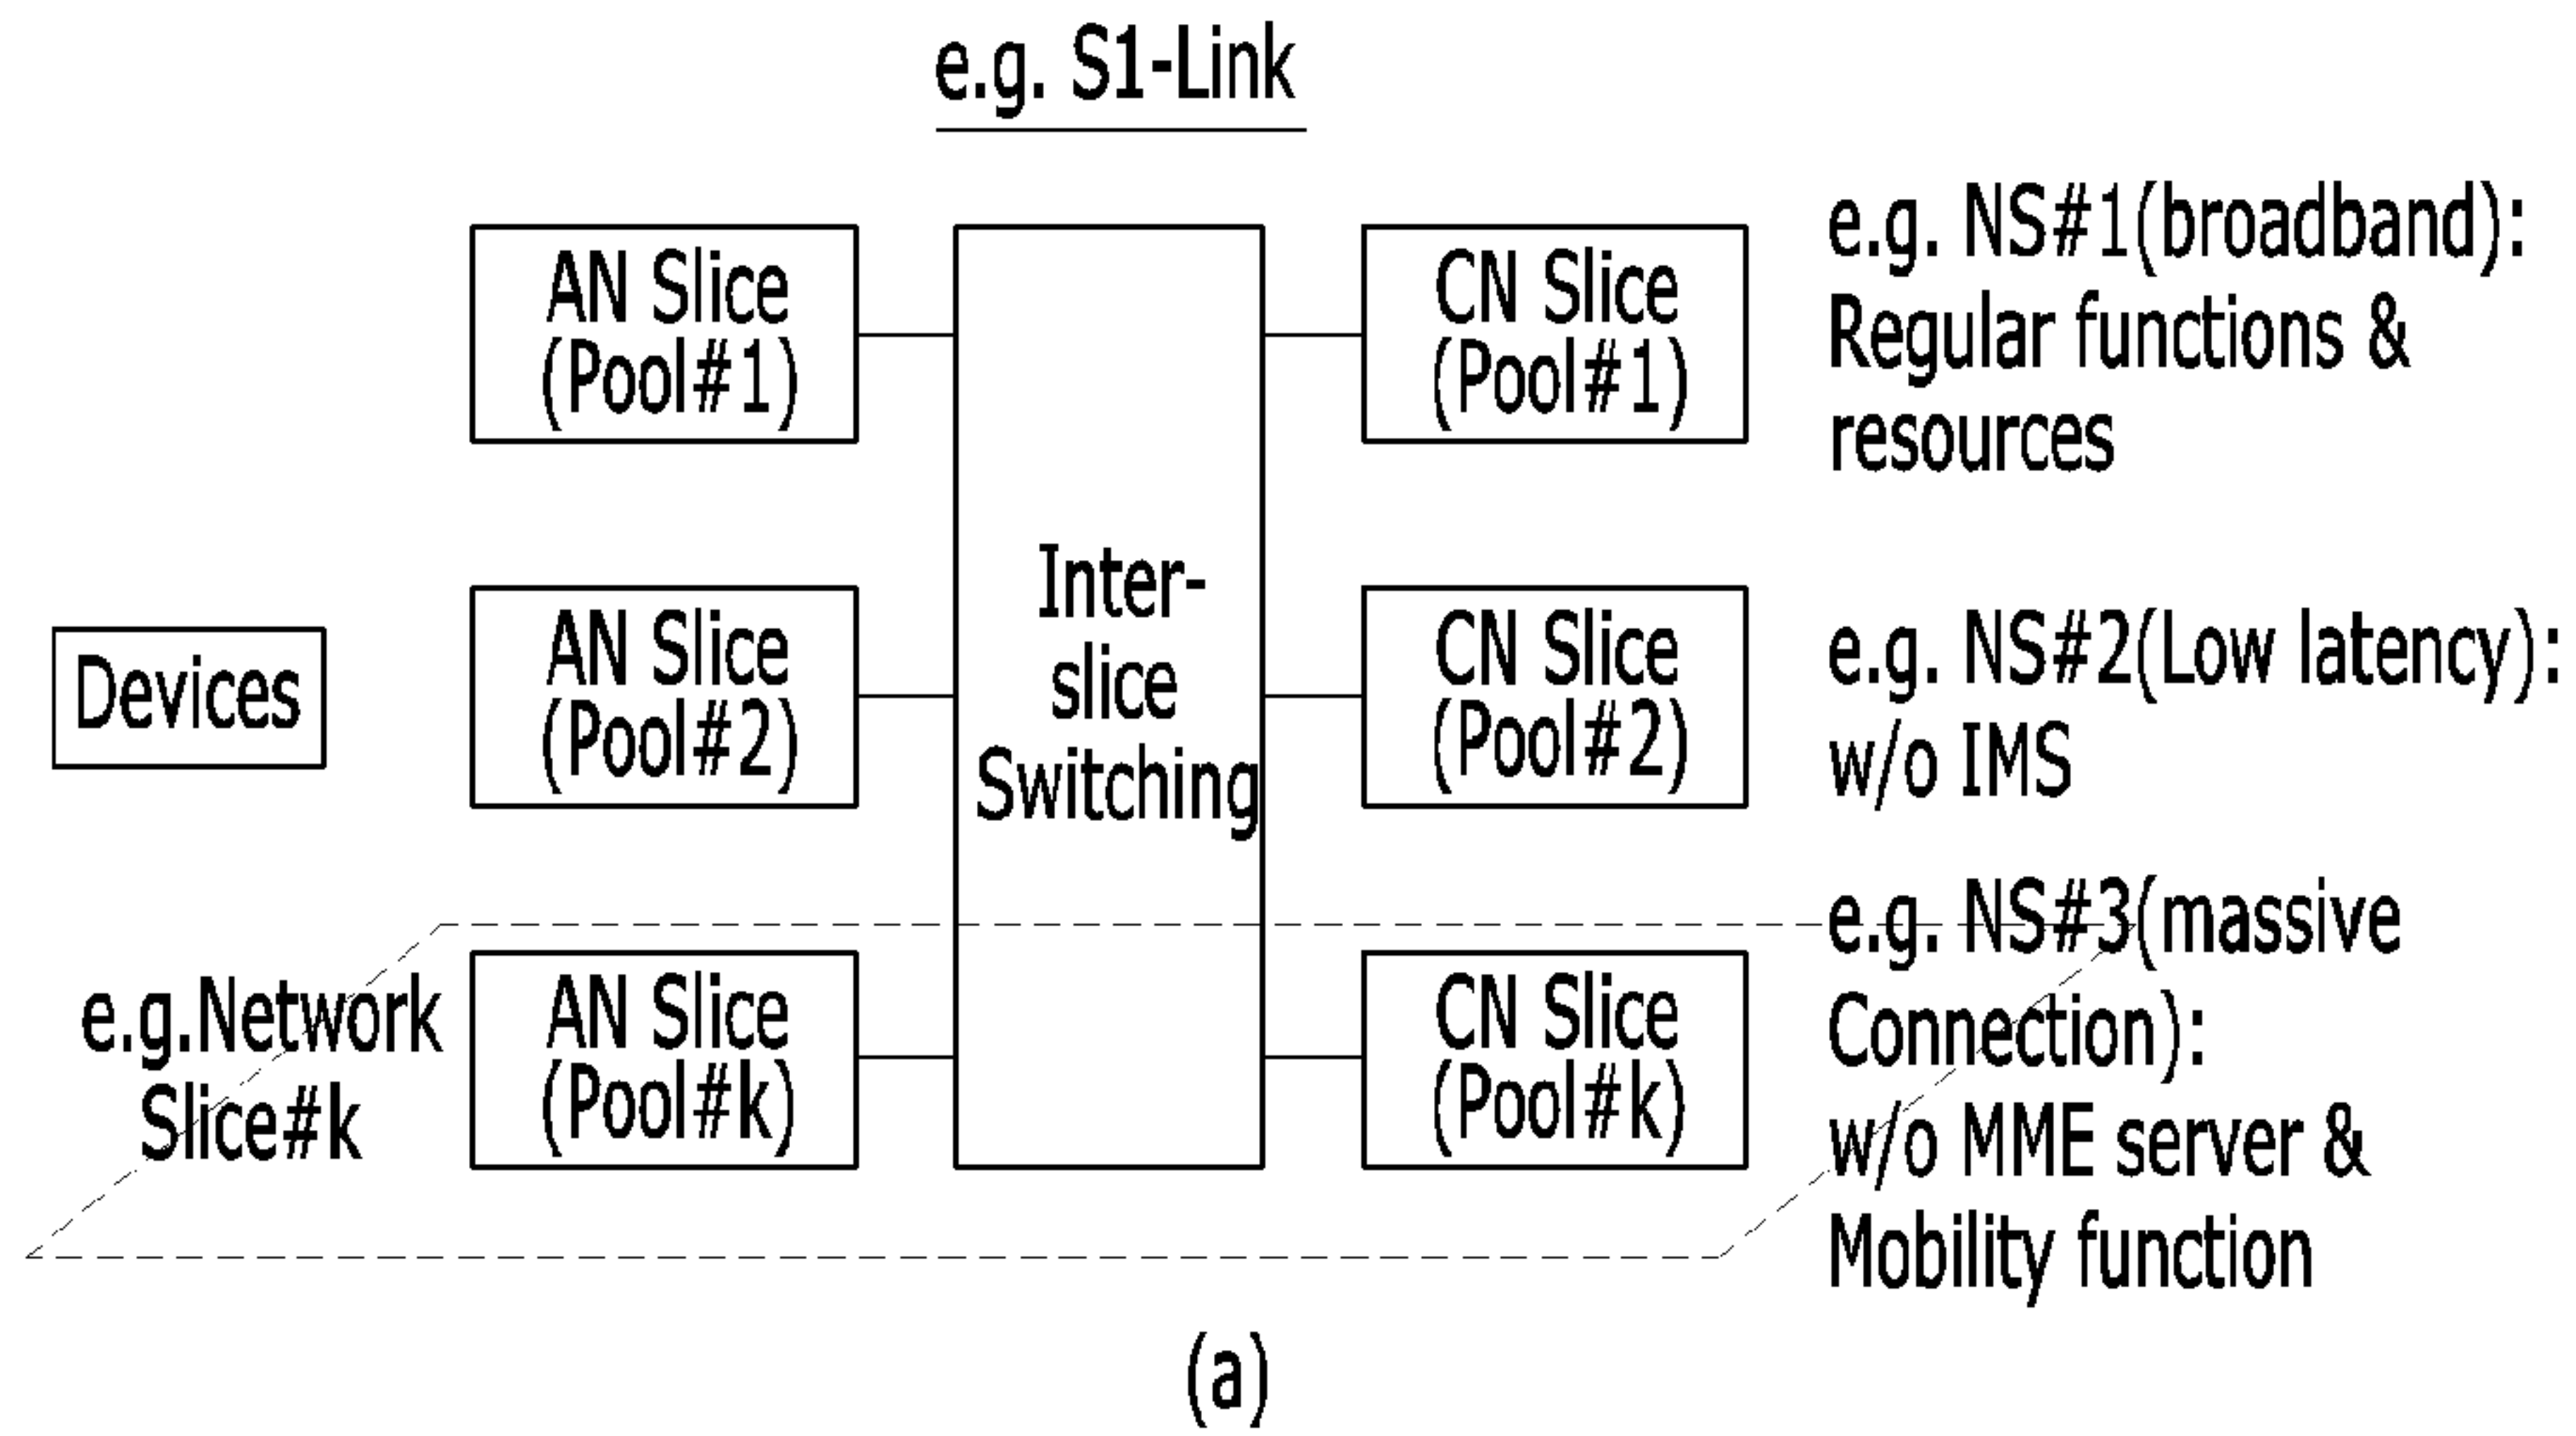 e.g. S1-Link
AN Slice
(Pool#1)
CN Slice
(Pool#1)
e.g. NS#1(broadband):
Regular functions &
resources
Devices
AN Slice
(Pool#2)
Inter-
slice
Switching
CN Slice
(Pool#2)
e.g. NS#2(Low latency):
w/o IMS
e.g.Network
Slice#k
AN Slice
(Pool#k)
CN Slice
(Pool#k)
e.g. NS#3(massive
Connection):
w/o MME server &
Mobility function
(a)